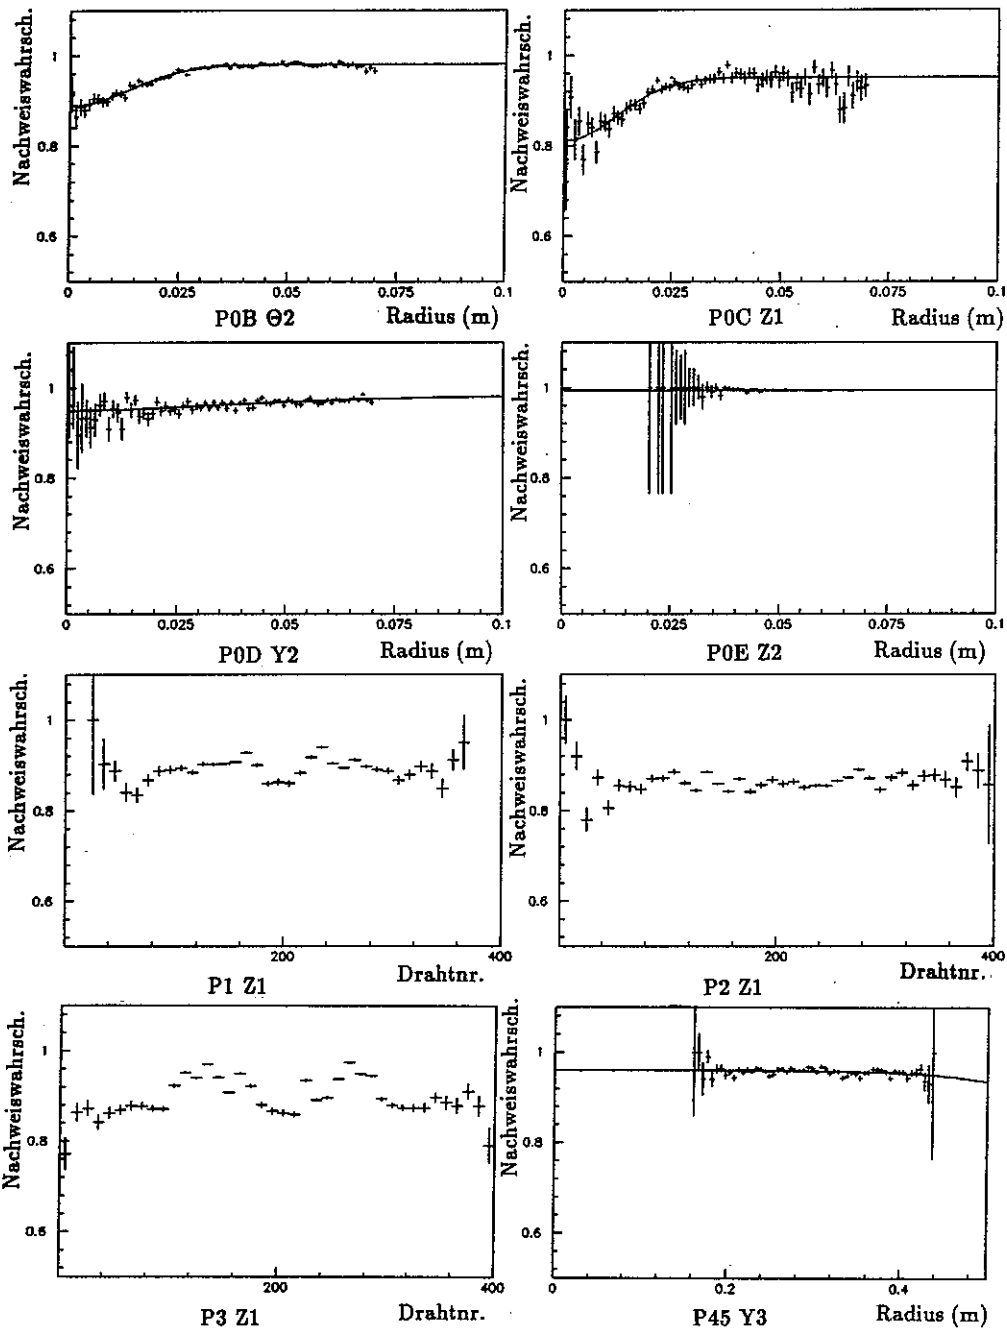 Nachweiswahrsch.
1
0.8
0.6
0
0.025
0.05
0.075
0.1
P0B Θ2
Radius (m)
Nachweiswahrsch.
1
0.8
0.6
0
0.025
0.05
0.075
0.1
P0C Z1
Radius (m)
Nachweiswahrsch.
1
0.8
0.6
0
0.025
0.05
0.075
0.1
P0D Y2
Radius (m)
Nachweiswahrsch.
1
0.8
0.6
0
0.025
0.05
0.075
0.1
P0E Z2
Radius (m)
Nachweiswahrsch.
1
0.8
0.6
200
400
P1 Z1
Drahtnr.
Nachweiswahrsch.
1
0.8
0.6
200
400
P2 Z1
Drahtnr.
Nachweiswahrsch.
1
0.8
0.6
200
400
P3 Z1
Drahtnr.
Nachweiswahrsch.
1
0.8
0.6
0
0.2
0.4
P45 Y3
Radius (m)